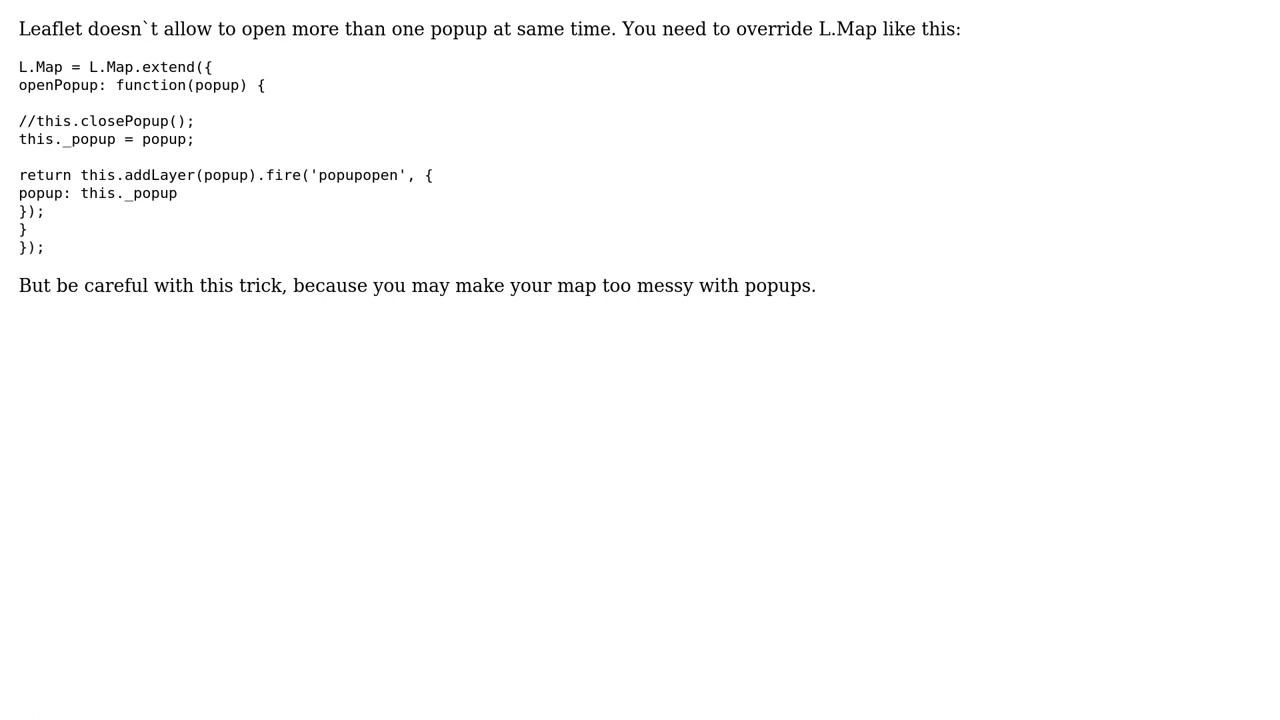 Leaflet doesn`t allow to open more than one popup at same time. You need to override L.Map like this:
L.Map = L.Map.extend({
openPopup: function(popup) {
//this.closePopup();
this._popup = popup;
return this.addLayer(popup).fire('popupopen', {
popup: this._popup
});
}
});
But be careful with this trick, because you may make your map too messy with popups.